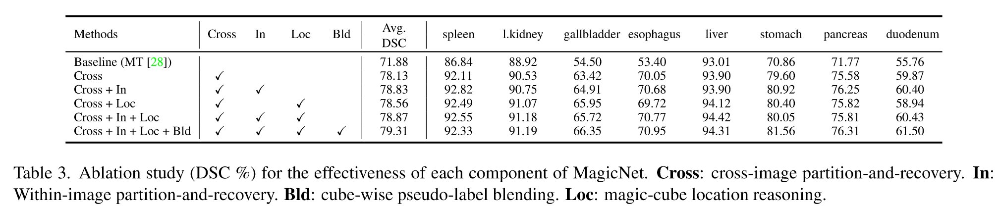 Methods Cross In Loc Bld Avg. DSC spleen l.kidney gallbladder esophagus liver stomach pancreas duodenum
Baseline (MT [28]) 71.88 86.84 88.92 54.50 53.40 93.01 70.86 71.77 55.76
Cross ✓ 78.13 92.11 90.53 63.42 70.05 93.90 79.60 75.58 59.87
Cross + In ✓ ✓ 78.83 92.82 90.75 64.91 70.68 93.90 80.92 76.25 60.40
Cross + Loc ✓ ✓ 78.56 92.49 91.07 65.95 69.72 94.12 80.40 75.82 58.94
Cross + In + Loc ✓ ✓ ✓ 78.87 92.55 91.18 65.72 70.77 94.42 80.05 75.81 60.43
Cross + In + Loc + Bld ✓ ✓ ✓ ✓ 79.31 92.33 91.19 66.35 70.95 94.31 81.56 76.31 61.50
Table 3. Ablation study (DSC %) for the effectiveness of each component of MagicNet. Cross: cross-image partition-and-recovery. In:
Within-image partition-and-recovery. Bld: cube-wise pseudo-label blending. Loc: magic-cube location reasoning.